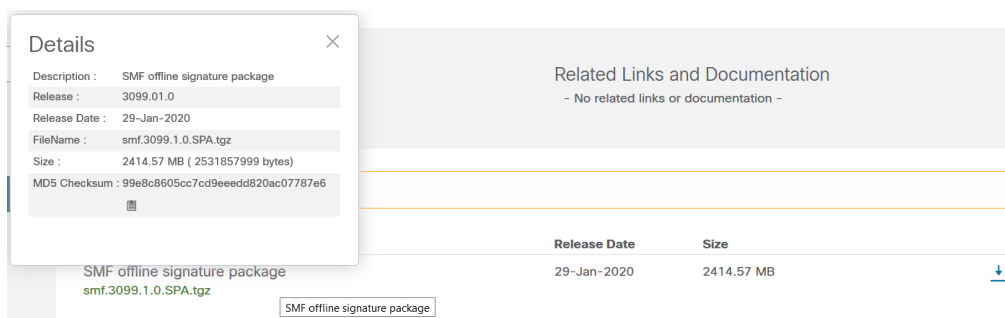 Details
Description : SMF offline signature package
Release : 3099.01.0
Release Date : 29-Jan-2020
FileName : smf.3099.1.0.SPA.tgz
Size : 2414.57 MB ( 2531857999 bytes)
MD5 Checksum : 99e8c8605cc7cd9eeedd820ac07787e6
Related Links and Documentation
- No related links or documentation -
Release Date Size
SMF offline signature package 29-Jan-2020 2414.57 MB
smf.3099.1.0.SPA.tgz
SMF offline signature package